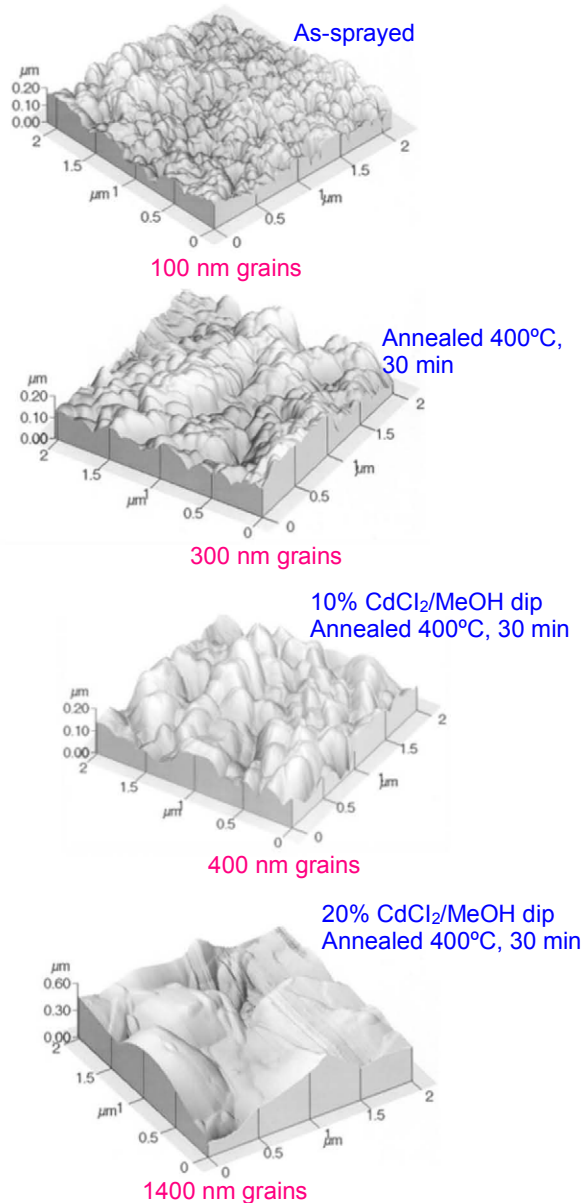 As-sprayed
µm
0.20
0.10
0.00
2
1.5
µm 1
0.5
0
0
0.5
1
µm
1.5
2
100 nm grains
Annealed 400ºC,
30 min
µm
0.20
0.10
0.00
2
1.5
µm 1
0.5
0
0
0.5
1
µm
1.5
2
300 nm grains
10% CdCl₂/MeOH dip
Annealed 400ºC, 30 min
µm
0.20
0.10
0.00
2
1.5
µm 1
0.5
0
0
0.5
1
µm
1.5
2
400 nm grains
20% CdCl₂/MeOH dip
Annealed 400ºC, 30 min
µm
0.60
0.30
0.00
2
1.5
µm 1
0.5
0
0
0.5
1
µm
1.5
2
1400 nm grains